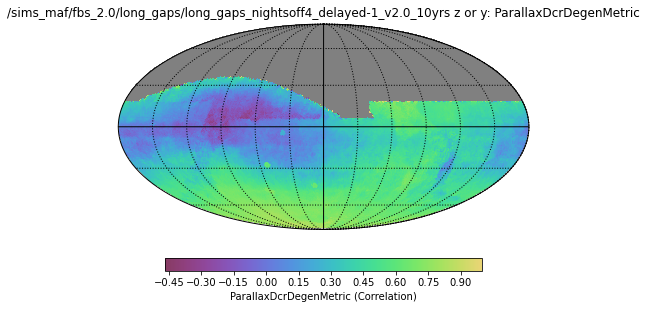 /sims_maf/fbs_2.0/long_gaps/long_gaps_nightsoff4_delayed-1_v2.0_10yrs z or y: ParallaxDcrDegenMetric
−0.45 −0.30 −0.15 0.00 0.15 0.30 0.45 0.60 0.75 0.90
ParallaxDcrDegenMetric (Correlation)